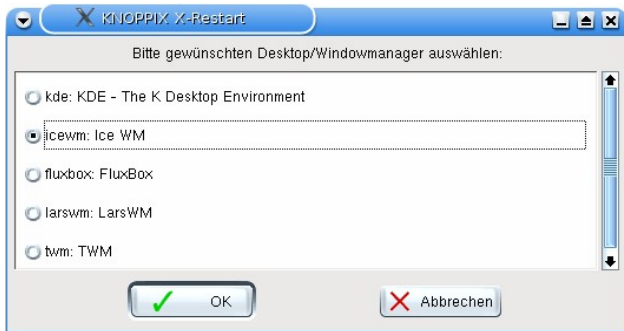 KNOPPIX X-Restart
Bitte gewünschten Desktop/Windowmanager auswählen:
kde: KDE - The K Desktop Environment
icewm: Ice WM
fluxbox: FluxBox
larswm: LarsWM
twm: TWM
OK
Abbrechen